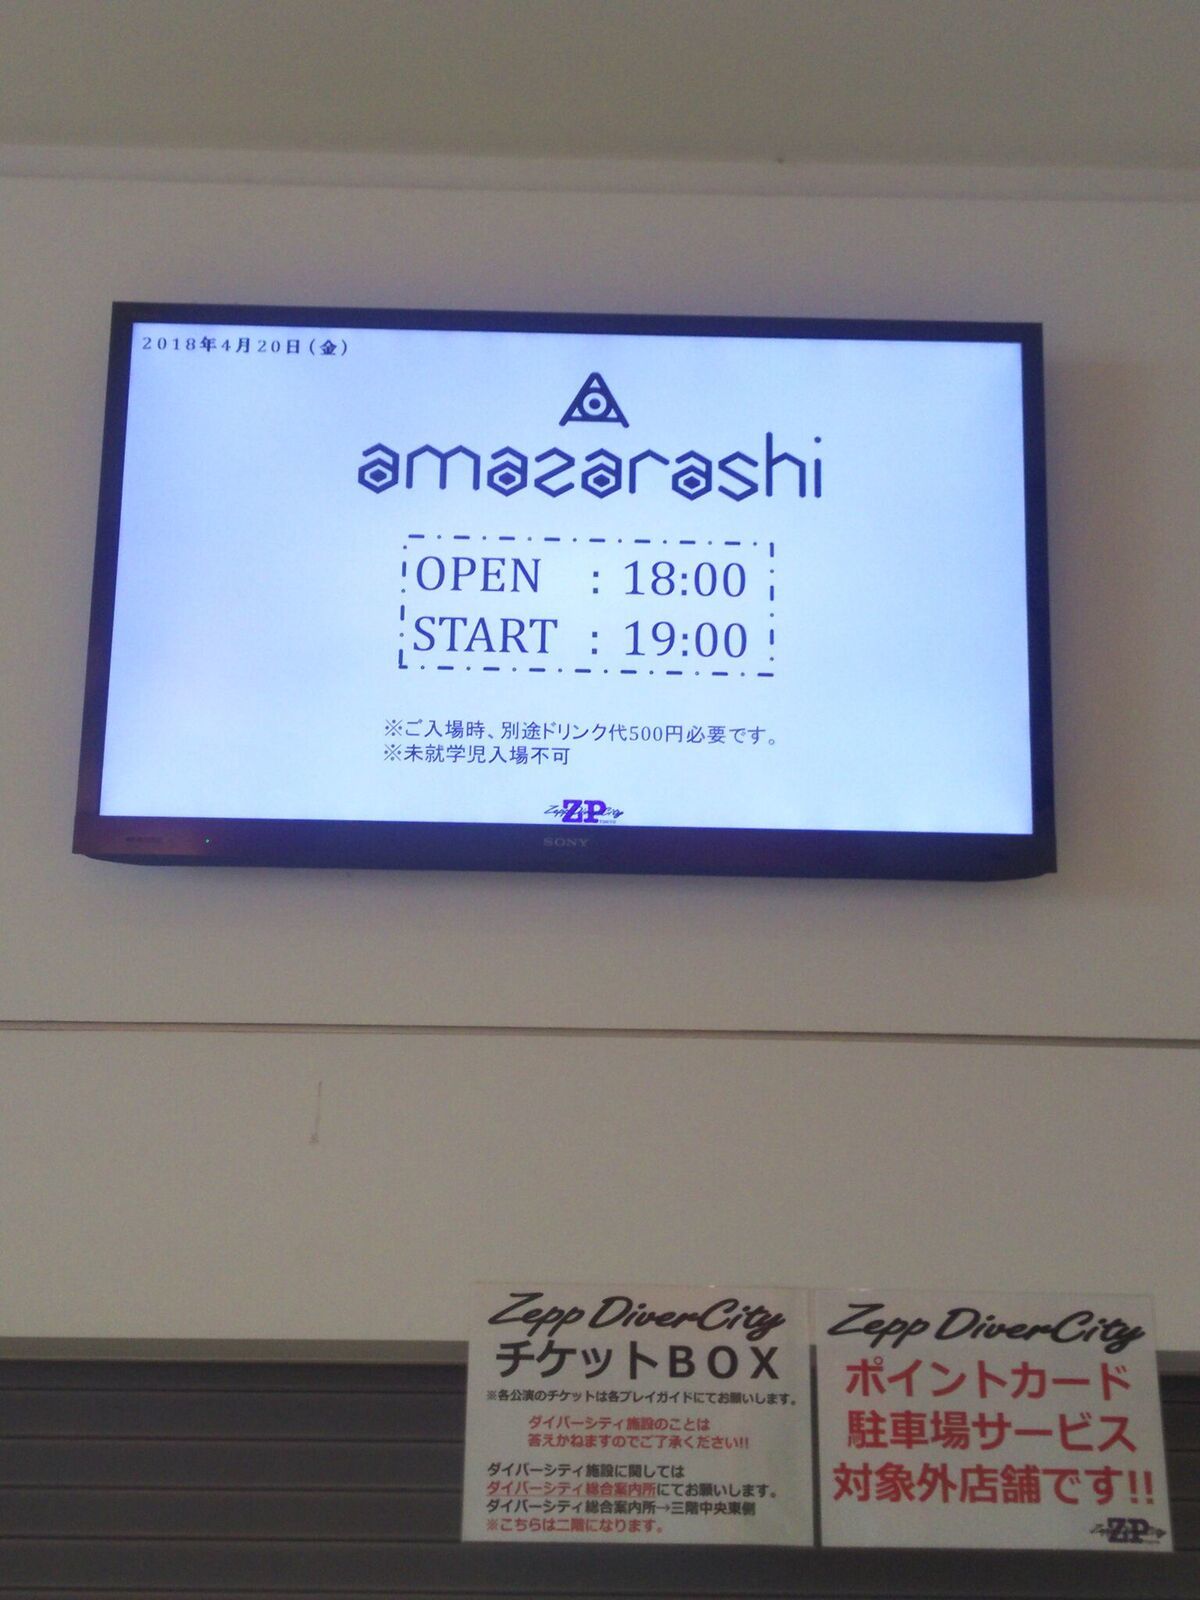 2018年4月20日(金)
amazarashi
OPEN : 18:00
START : 19:00
※ご入場時、別途ドリンク代500円必要です。
※未就学児入場不可
Zepp DiverCity
ZP
SONY
Zepp DiverCity
チケットBOX
※各公演のチケットは各プレイガイドにてお願いします。
ダイバーシティ施設のことは
答えかねますのでご了承ください!!
ダイバーシティ施設に関しては
ダイバーシティ総合案内所にてお願いします。
ダイバーシティ総合案内所→三階中央東側
※こちらは二階になります。
Zepp DiverCity
ポイントカード
駐車場サービス
対象外店舗です!!
Zepp DiverCity
ZP